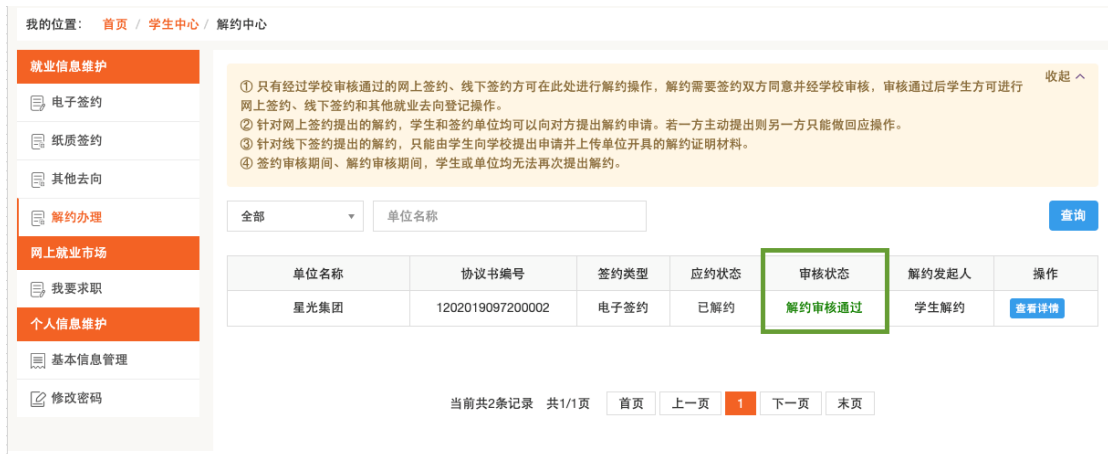 我的位置： 首页 / 学生中心 / 解约中心
就业信息维护
电子签约
纸质签约
其他去向
解约办理
网上就业市场
我要求职
个人信息维护
基本信息管理
修改密码
收起
① 只有经过学校审核通过的网上签约、线下签约方可在此处进行解约操作，解约需要签约双方同意并经学校审核，审核通过后学生方可进行
网上签约、线下签约和其他就业去向登记操作。
② 针对网上签约提出的解约，学生和签约单位均可以向对方提出解约申请。若一方主动提出则另一方只能做回应操作。
③ 针对线下签约提出的解约，只能由学生向学校提出申请并上传单位开具的解约证明材料。
④ 签约审核期间、解约审核期间，学生或单位均无法再次提出解约。
全部 单位名称 查询
单位名称 协议书编号 签约类型 应约状态 审核状态 解约发起人 操作
星光集团 1202019097200002 电子签约 已解约 解约审核通过 学生解约 查看详情
当前共2条记录 共1/1页 首页 上一页 1 下一页 末页